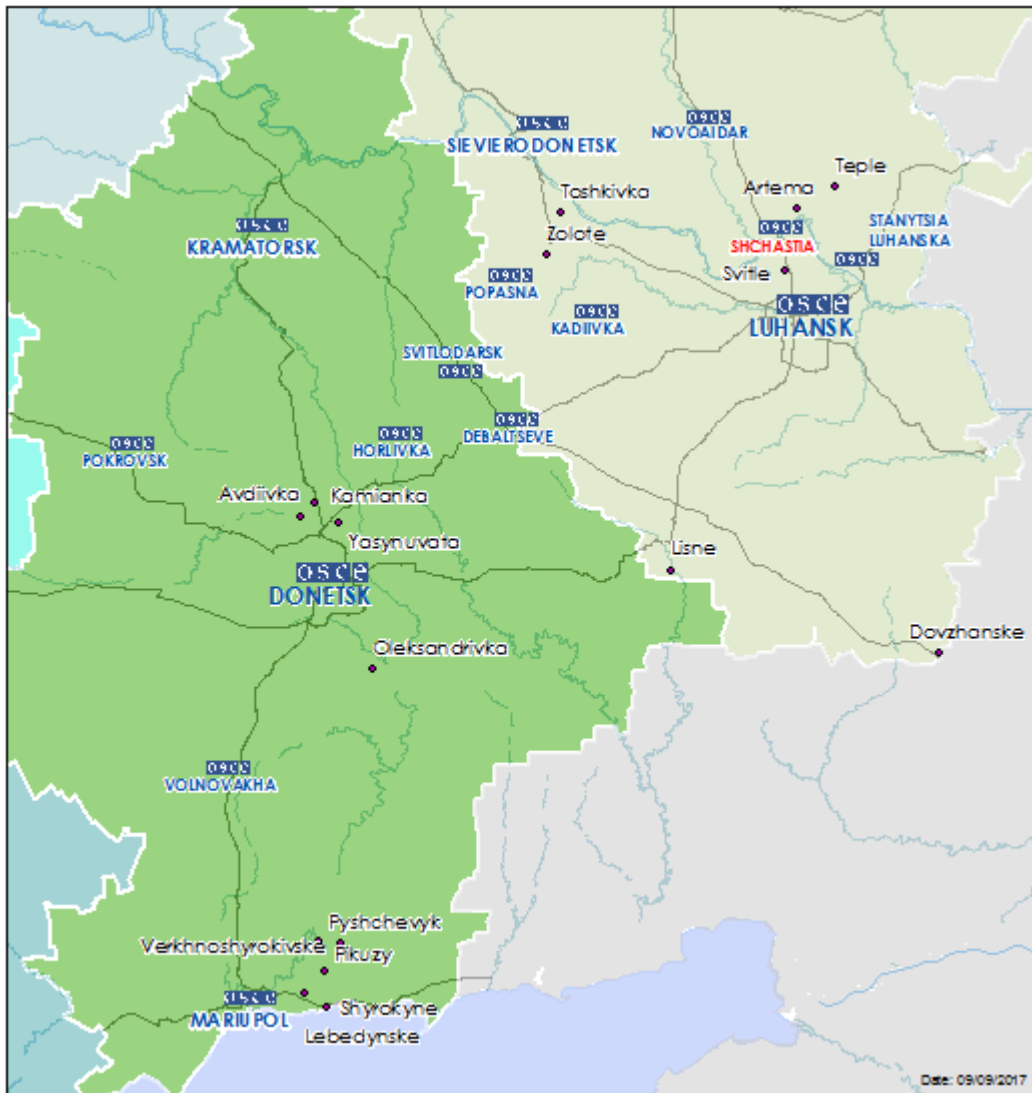 osce
SIEVIERODONETSK
osce
NOVOAIDAR
Teple
Toshkivka
Artema
osce
KRAMATORSK
osce
SHCHASTIA
STANYTSIA
LUHANSKA
osce
Zolote
Svitle
osce
POPASNA
osce
LUHANSK
osce
KADIIVKA
SVITLODARSK
osce
osce
DEBALTSEVE
osce
HORLIVKA
osce
POKROVSK
Avdiivka
Kamianka
Yasynuvata
Lisne
osce
DONETSK
Oleksandrivka
Dovzhanske
osce
VOLNOVAKHA
Pyshchevyk
Verkhnoshyrokivske
Pikuzy
osce
MARIUPOL
Shyrokyne
Lebedynske
Date: 09/09/2017